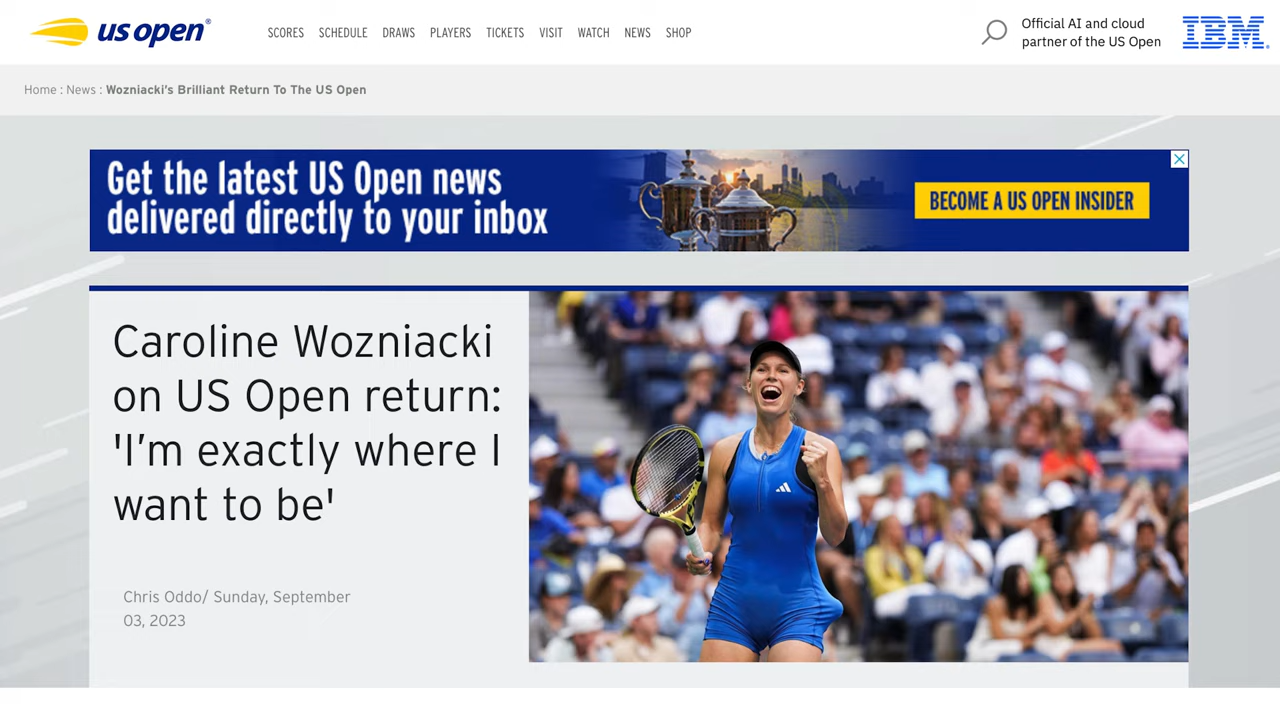 us open®
SCORES SCHEDULE DRAWS PLAYERS TICKETS VISIT WATCH NEWS SHOP
Official AI and cloud
partner of the US Open
IBM®
Home : News : Wozniacki's Brilliant Return To The US Open
Get the latest US Open news
delivered directly to your inbox
BECOME A US OPEN INSIDER
Caroline Wozniacki
on US Open return:
'I’m exactly where I
want to be'
Chris Oddo/ Sunday, September
03, 2023